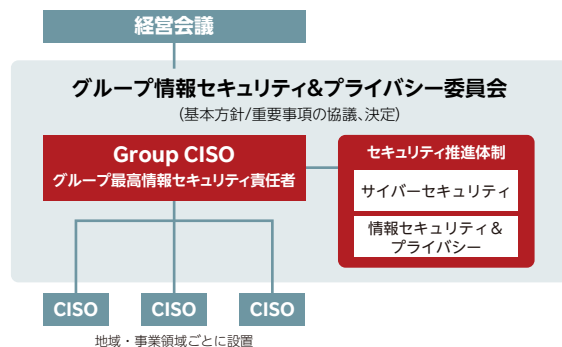 経営会議
グループ情報セキュリティ&プライバシー委員会
(基本方針/重要事項の協議、決定)
Group CISO
グループ最高情報セキュリティ責任者
セキュリティ推進体制
サイバーセキュリティ
情報セキュリティ&
プライバシー
CISO
CISO
CISO
地域・事業領域ごとに設置